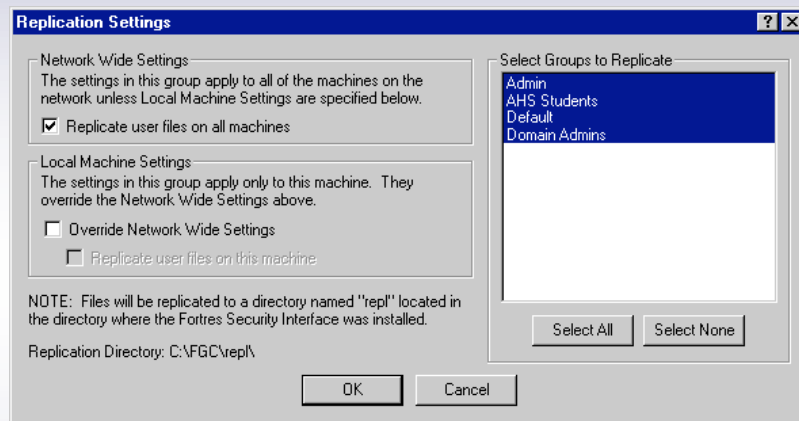 Replication Settings
Network Wide Settings
The settings in this group apply to all of the machines on the
network unless Local Machine Settings are specified below.
Replicate user files on all machines
Local Machine Settings
The settings in this group apply only to this machine.  They
override the Network Wide Settings above.
Override Network Wide Settings
Replicate user files on this machine
NOTE:  Files will be replicated to a directory named "repl" located in
the directory where the Fortres Security Interface was installed.
Replication Directory: C:\FGC\repl\
Select Groups to Replicate
Admin
AHS Students
Default
Domain Admins
Select All
Select None
OK
Cancel